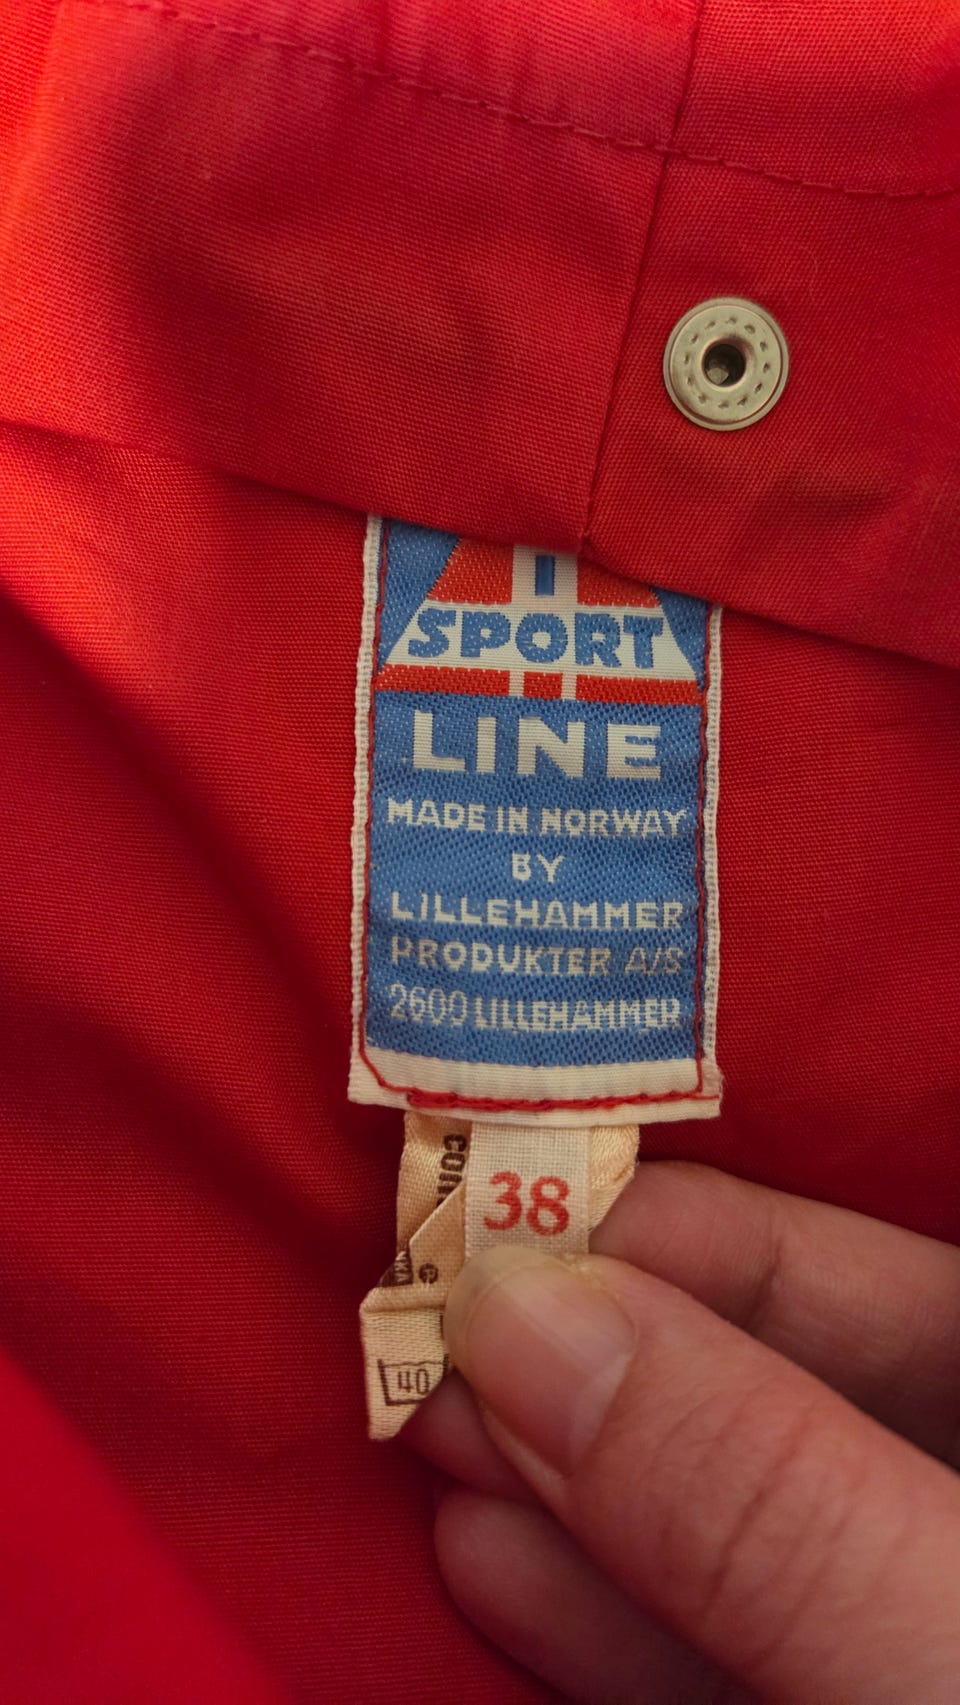 SPORT
LINE
MADE IN NORWAY
BY
LILLEHAMMER
PRODUKTER A/S
2600 LILLEHAMMER
38
40